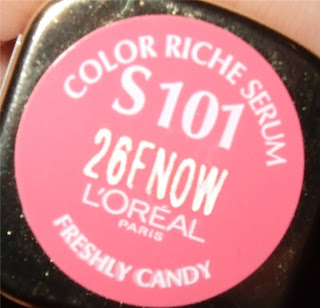 COLOR RICHE SERUM
S 101
26FNOW
L'ORÉAL
PARIS
FRESHLY CANDY